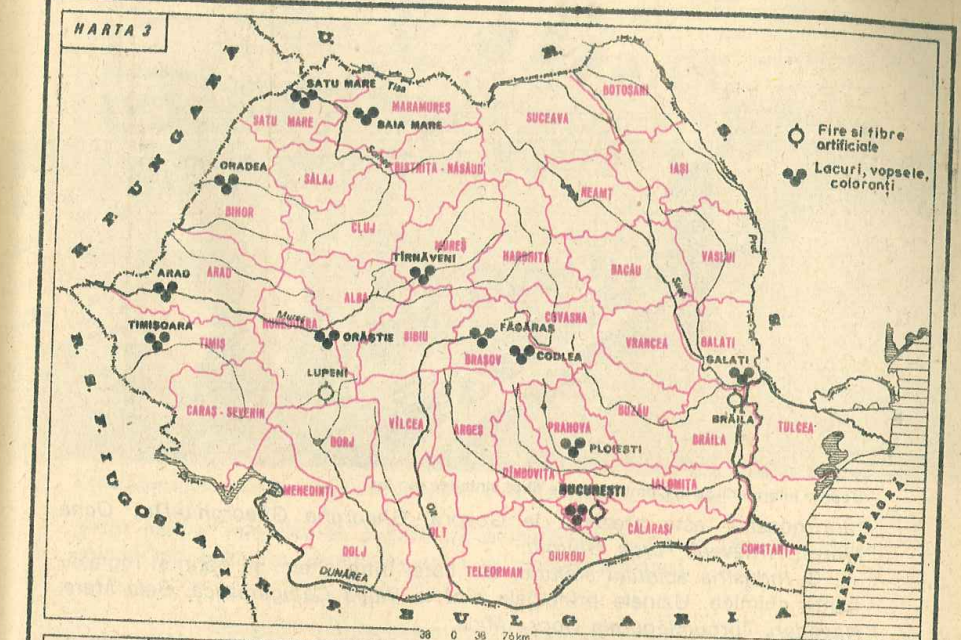 HARTA 3
R. P. UNGARĂ
U. R. S. S.
R. S. F. IUGOSLAVIA
R. P. BULGARIA
MAREA NEAGRĂ
Fire si fibre
artificiale
Lacuri, vopsele,
coloranți
SATU MARE
Tisa
MARAMUREȘ
BAIA MARE
SATU MARE
BOTOȘANI
SUCEAVA
ORADEA
SĂLAJ
BISTRIȚA - NĂSĂUD
IAȘI
NEAMȚ
BIHOR
CLUJ
MUREȘ
TÎRNĂVENI
HARGHITA
BACĂU
VASLUI
Prut
Siret
ARAD
ARAD
ALBA
Mureș
HUNEDOARA
TIMIȘOARA
TIMIȘ
ORĂȘTIE
SIBIU
FĂGĂRAȘ
COVASNA
BRAȘOV
CODLEA
VRANCEA
GALAȚI
GALAȚI
LUPENI
CARAȘ - SEVERIN
VÎLCEA
ARGEȘ
PRAHOVA
PLOIEȘTI
BUZĂU
BRĂILA
BRĂILA
TULCEA
GORJ
MEHEDINȚI
DÎMBOVIȚA
BUCUREȘTI
IALOMIȚA
CĂLĂRAȘI
CONSTANȚA
OLT
DOLJ
TELEORMAN
GIURGIU
DUNĂREA
38 0 38 76km